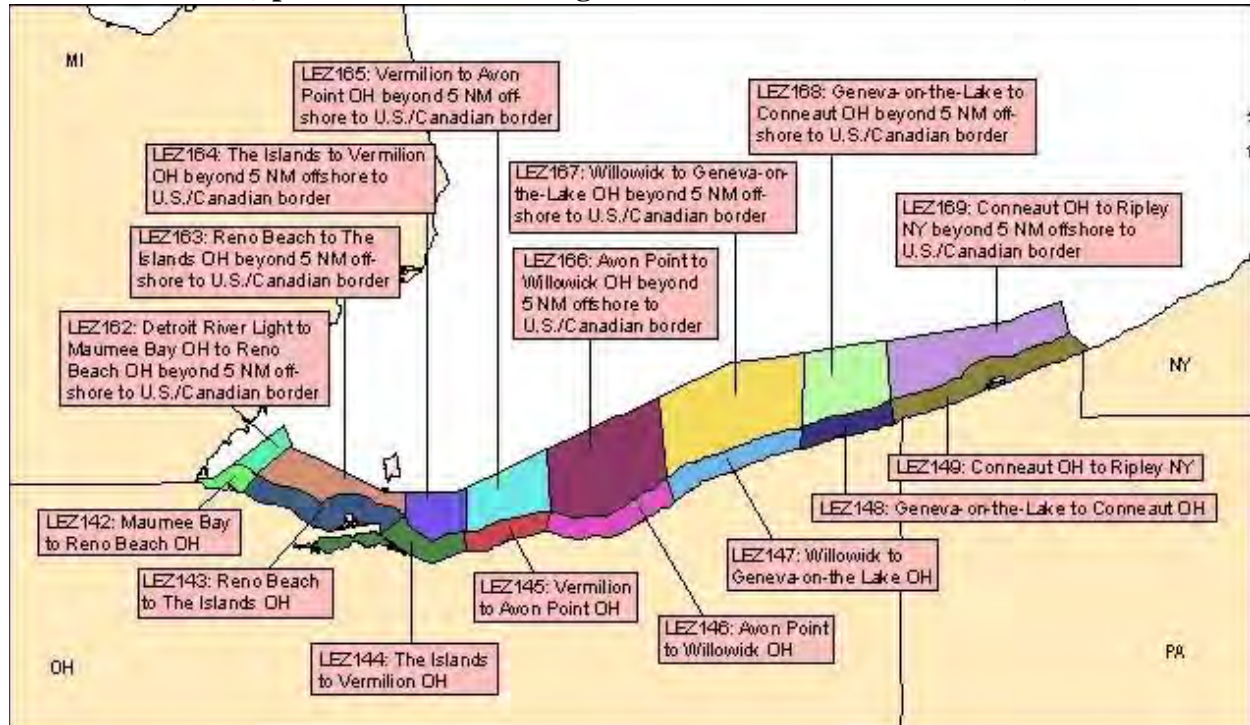 MI
LEZ165: Vermilion to Avon
Point OH beyond 5 NM off-
shore to U.S./Canadian border
LEZ168: Geneva-on-the-Lake to
Conneaut OH beyond 5 NM off-
shore to U.S./Canadian border
LEZ164: The Islands to Vermilion
OH beyond 5 NM offshore to
U.S./Canadian border
LEZ167: Willowick to Geneva-on-
the-Lake OH beyond 5 NM off-
shore to U.S./Canadian border
LEZ169: Conneaut OH to Ripley
NY beyond 5 NM offshore to
U.S./Canadian border
LEZ163: Reno Beach to The
Islands OH beyond 5 NM off-
shore to U.S./Canadian border
LEZ166: Avon Point to
Willowick OH beyond
5 NM offshore to
U.S./Canadian border
LEZ162: Detroit River Light to
Maumee Bay OH to Reno
Beach OH beyond 5 NM off-
shore to U.S./Canadian border
NY
LEZ149: Conneaut OH to Ripley NY
LEZ148: Geneva-on-the-Lake to Conneaut OH
LEZ142: Maumee Bay
to Reno Beach OH
LEZ147: Willowick to
Geneva-on-the Lake OH
LEZ143: Reno Beach
to The Islands OH
LEZ145: Vermilion
to Avon Point OH
LEZ146: Avon Point
to Willowick OH
LEZ144: The Islands
to Vermilion OH
OH
PA